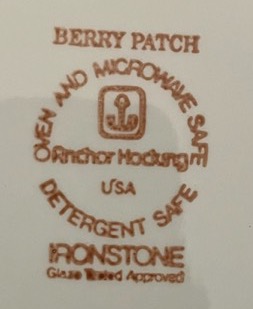 BERRY PATCH
OVEN AND MICROWAVE SAFE
Anchor Hocking
USA
DETERGENT SAFE
IRONSTONE
Glaze Tested Approved